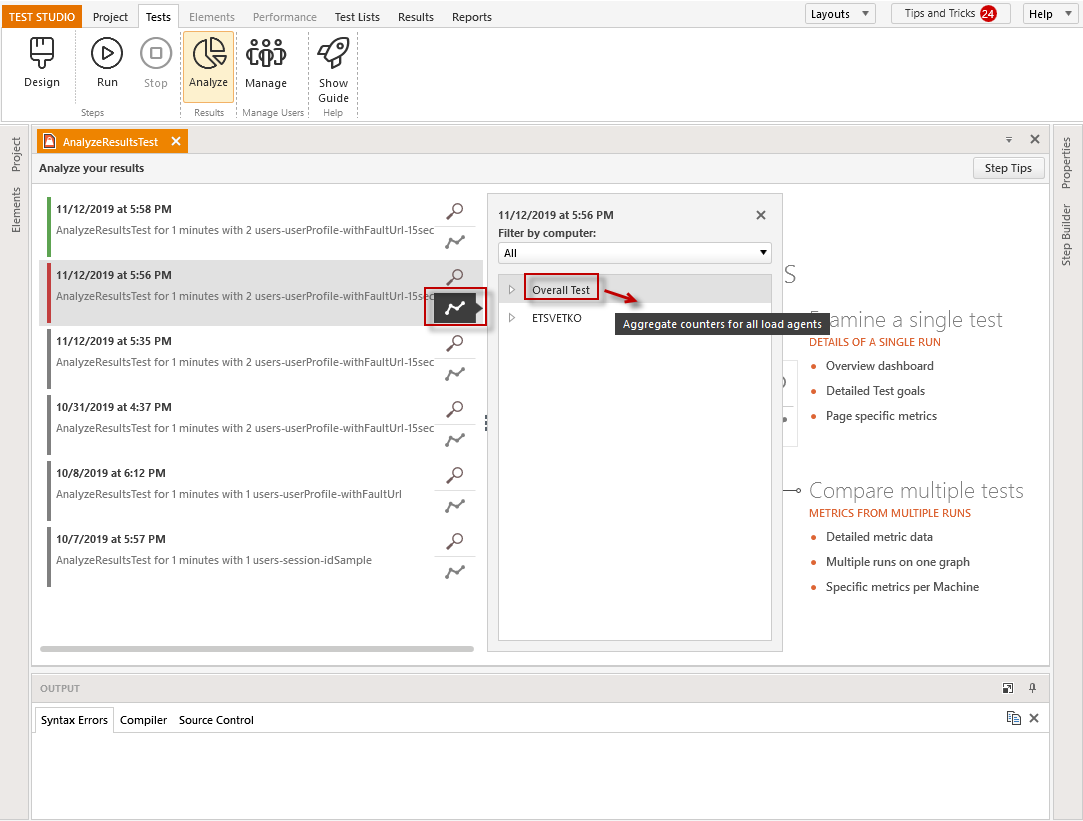 TEST STUDIO Project Tests Elements Performance Test Lists Results Reports Layouts Tips and Tricks 24 Help
Design Run Stop Analyze Manage Show Guide
Steps Results Manage Users Help
Project
Elements
AnalyzeResultsTest
Analyze your results Step Tips
11/12/2019 at 5:58 PM
AnalyzeResultsTest for 1 minutes with 2 users-userProfile-withFaultUrl-15sec
11/12/2019 at 5:56 PM
AnalyzeResultsTest for 1 minutes with 2 users-userProfile-withFaultUrl-15sec
11/12/2019 at 5:35 PM
AnalyzeResultsTest for 1 minutes with 2 users-userProfile-withFaultUrl-15sec
10/31/2019 at 4:37 PM
AnalyzeResultsTest for 1 minutes with 2 users-userProfile-withFaultUrl-15sec
10/8/2019 at 6:12 PM
AnalyzeResultsTest for 1 minutes with 1 users-userProfile-withFaultUrl
10/7/2019 at 5:57 PM
AnalyzeResultsTest for 1 minutes with 1 users-session-idSample
11/12/2019 at 5:56 PM
Filter by computer:
All
Overall Test
ETSVETKO
Aggregate counters for all load agents
s
amine a single test
DETAILS OF A SINGLE RUN
Overview dashboard
Detailed Test goals
Page specific metrics
Compare multiple tests
METRICS FROM MULTIPLE RUNS
Detailed metric data
Multiple runs on one graph
Specific metrics per Machine
Properties
Step Builder
OUTPUT
Syntax Errors Compiler Source Control